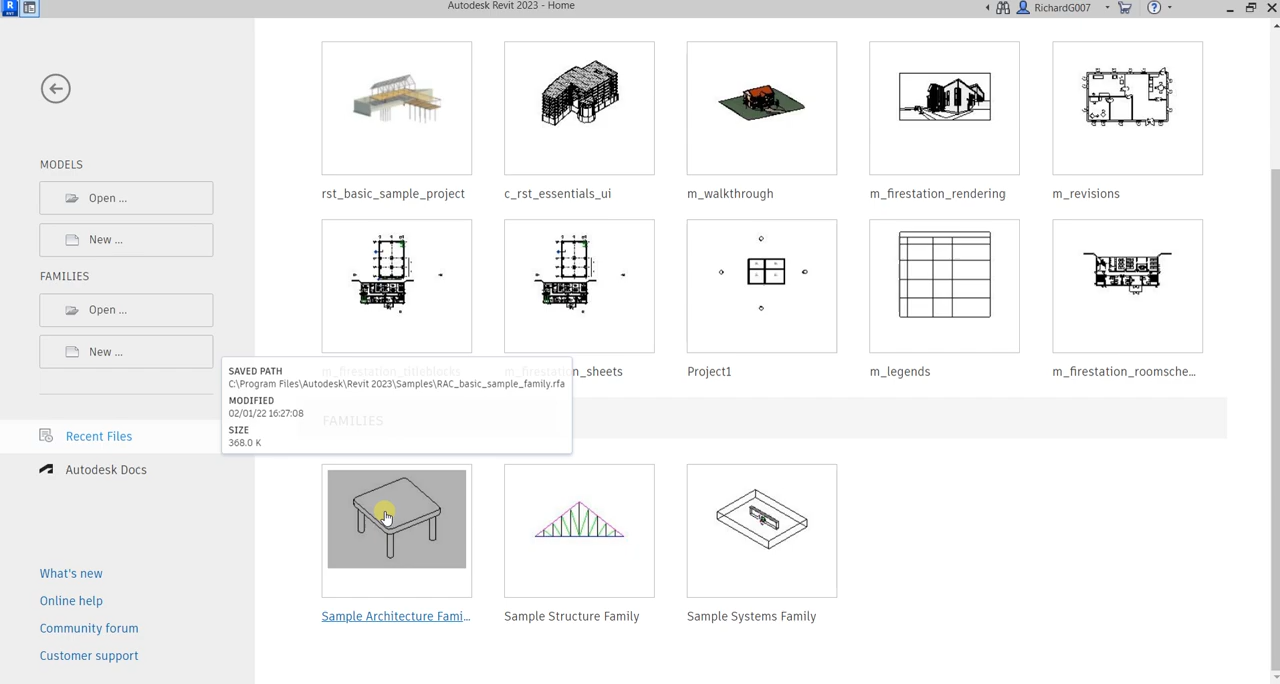 Autodesk Revit 2023 - Home
RichardG007
MODELS
Open ...
New ...
FAMILIES
Open ...
New ...
Recent Files
Autodesk Docs
What's new
Online help
Community forum
Customer support
rst_basic_sample_project
c_rst_essentials_ui
m_walkthrough
m_firestation_rendering
m_revisions
m_firestation_titleblocks
m_firestation_sheets
Project1
m_legends
m_firestation_roomsche...
SAVED PATH
C:\Program Files\Autodesk\Revit 2023\Samples\RAC_basic_sample_family.rfa
MODIFIED
02/01/22 16:27:08
SIZE
368.0 K
FAMILIES
Sample Architecture Fami...
Sample Structure Family
Sample Systems Family